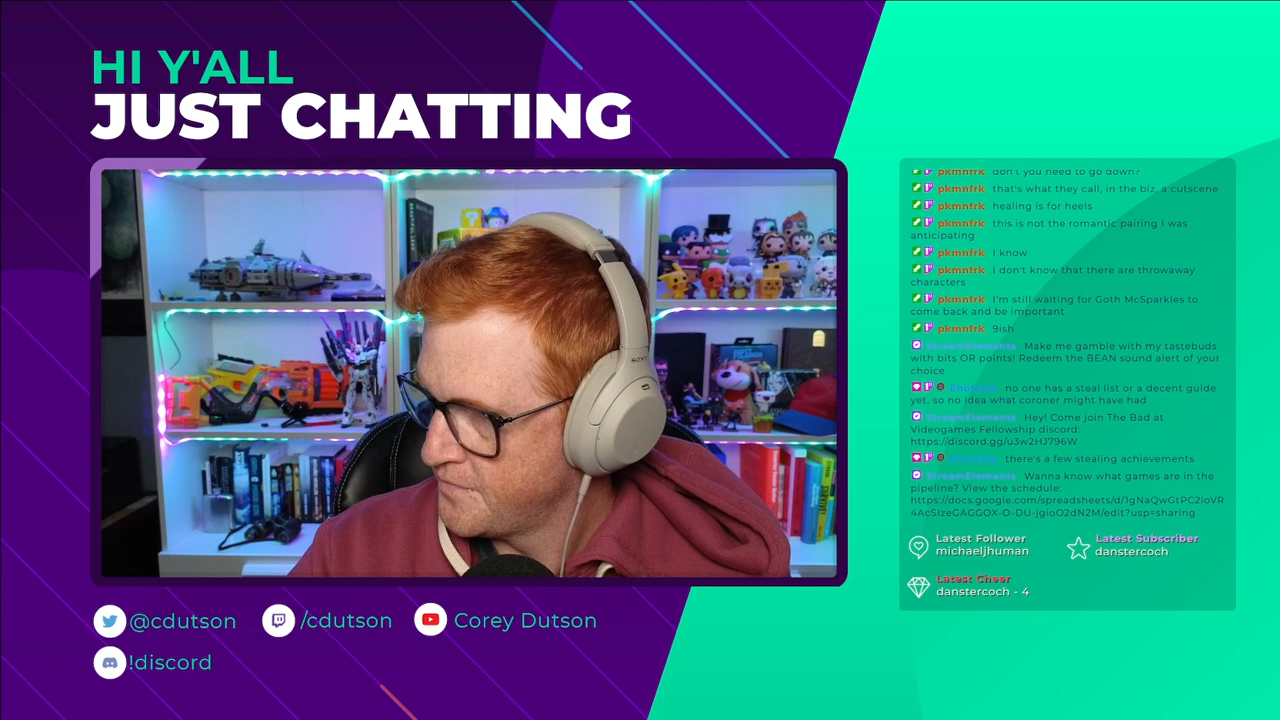 HI Y'ALL
JUST CHATTING
SONY
pkmnfrk don't you need to go down?
pkmnfrk that's what they call, in the biz, a cutscene
pkmnfrk healing is for heels
pkmnfrk this is not the romantic pairing I was
anticipating
pkmnfrk I know
pkmnfrk I don't know that there are throwaway
characters
pkmnfrk I'm still waiting for Goth McSparkles to
come back and be important
pkmnfrk 9ish
StreamElements Make me gamble with my tastebuds
with bits OR points! Redeem the BEAN sound alert of your
choice
no one has a steal list or a decent guide
yet, so no idea what coroner might have had
StreamElements Hey! Come join The Bad at
Videogames Fellowship discord:
https://discord.gg/u3w2HJ796W
there's a few stealing achievements
StreamElements Wanna know what games are in the
pipeline? View the schedule:
https://docs.google.com/spreadsheets/d/1gNaQwGtPC2ioVR
4AcSIzeGAGGOX-O-DU-jgioO2dN2M/edit?usp=sharing
Latest Follower
michaeljhuman
Latest Subscriber
danstercoch
Latest Cheer
danstercoch - 4
@cdutson
/cdutson
Corey Dutson
!discord